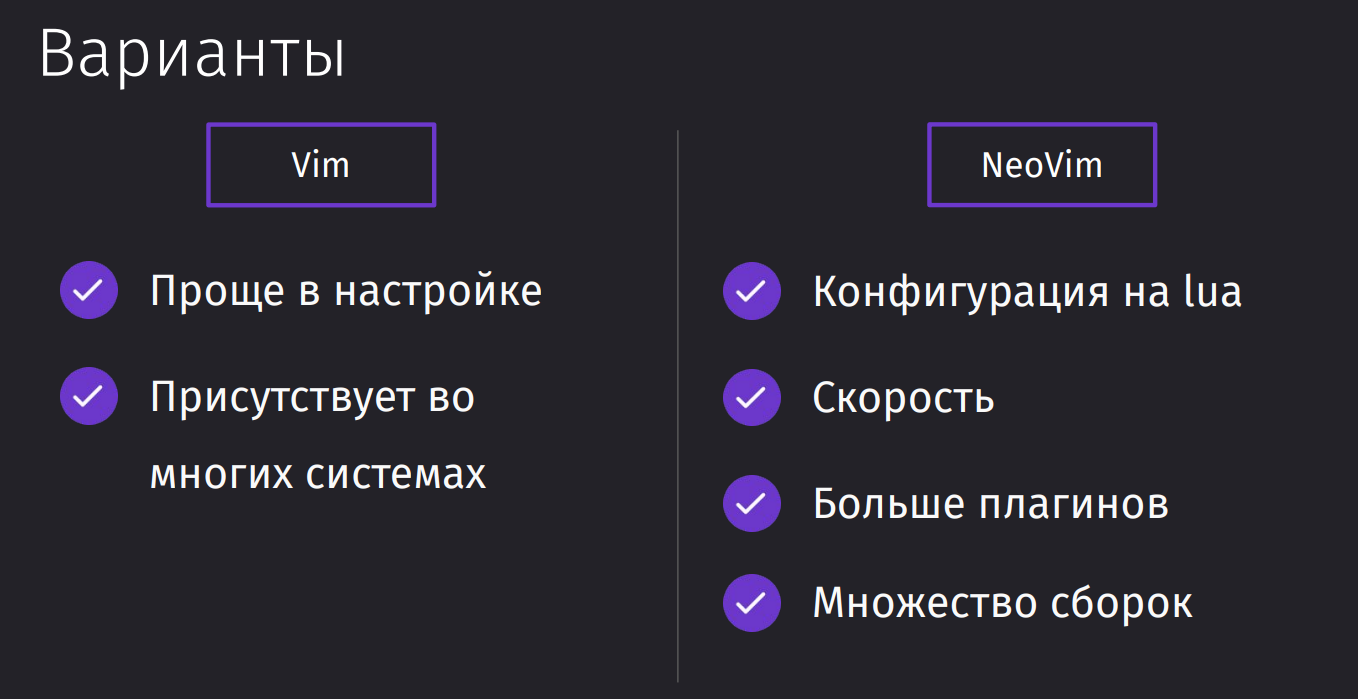 Варианты
Vim
Проще в настройке
Присутствует во
многих системах
NeoVim
Конфигурация на lua
Скорость
Больше плагинов
Множество сборок